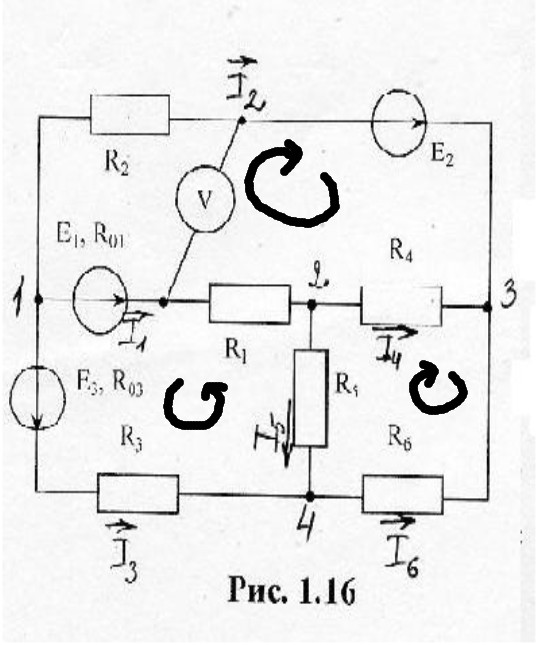 I2
R2
E2
V
E1, R01
R4
1
2.
3
I1
R1
I4
E3, R03
R5
R3
I5
R6
4
I3
I6
Рис. 1.16